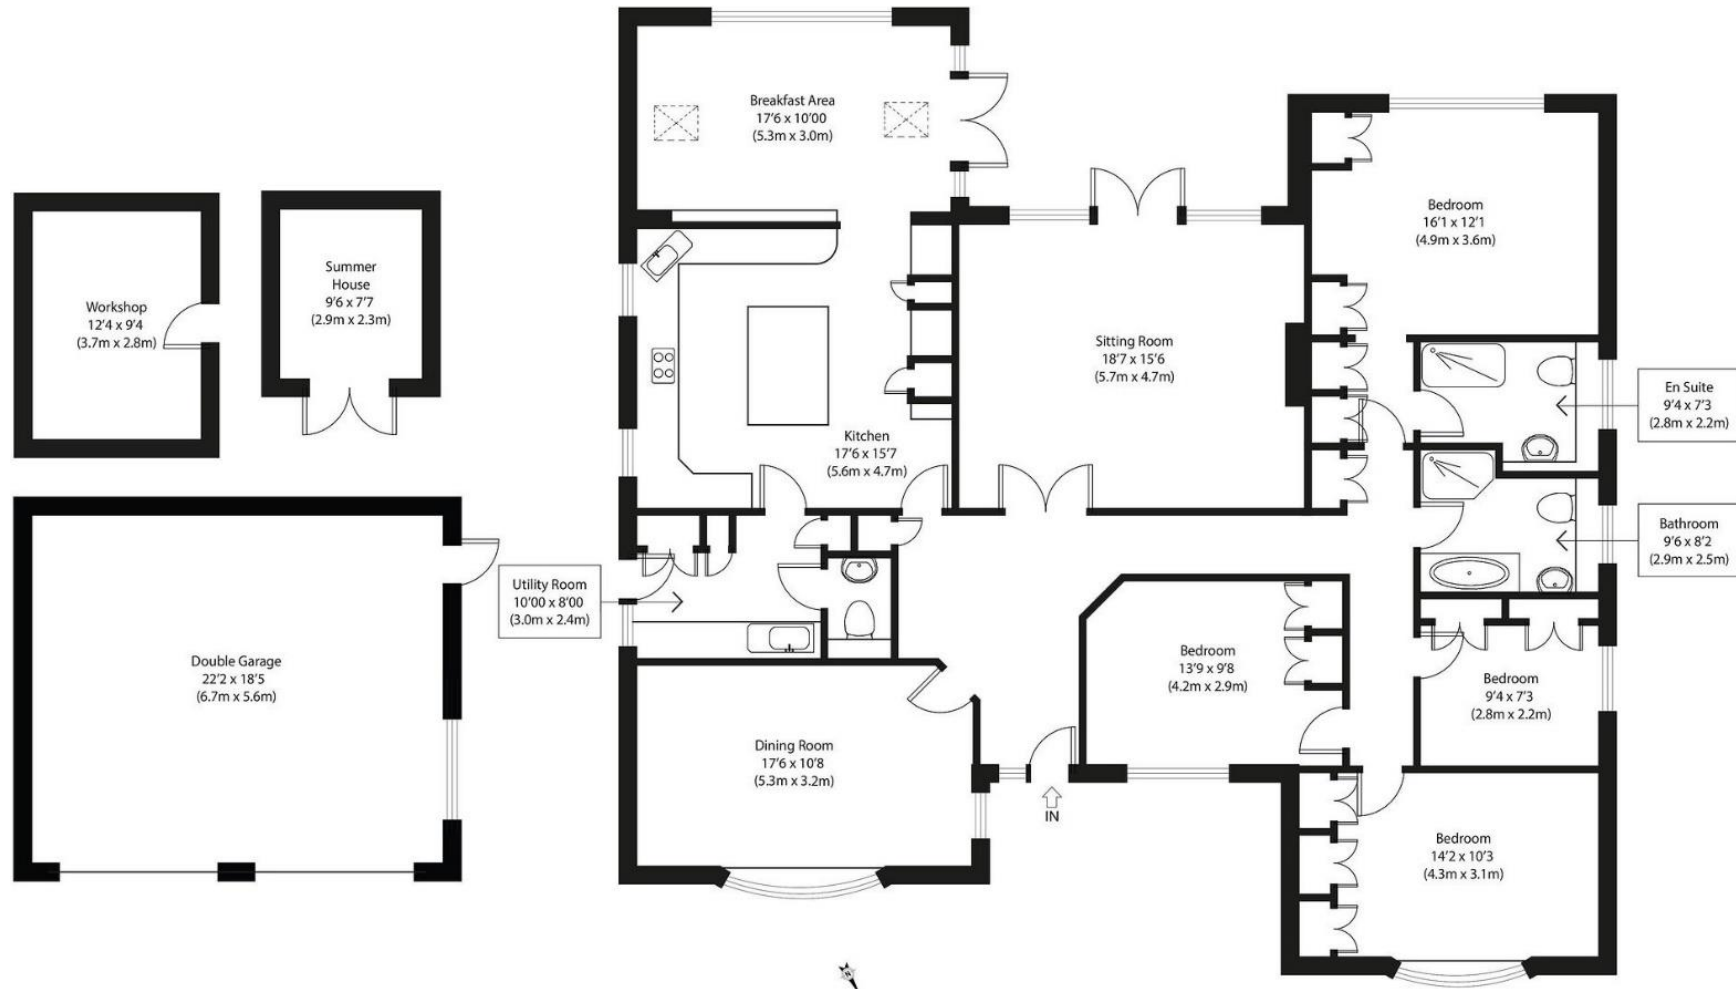 Breakfast Area
17'6 x 10'00
(5.3m x 3.0m)
Bedroom
16'1 x 12'1
(4.9m x 3.6m)
Summer
House
9'6 x 7'7
(2.9m x 2.3m)
Workshop
12'4 x 9'4
(3.7m x 2.8m)
Sitting Room
18'7 x 15'6
(5.7m x 4.7m)
En Suite
9'4 x 7'3
(2.8m x 2.2m)
Kitchen
17'6 x 15'7
(5.6m x 4.7m)
Bathroom
9'6 x 8'2
(2.9m x 2.5m)
Utility Room
10'00 x 8'00
(3.0m x 2.4m)
Double Garage
22'2 x 18'5
(6.7m x 5.6m)
Bedroom
13'9 x 9'8
(4.2m x 2.9m)
Bedroom
9'4 x 7'3
(2.8m x 2.2m)
Dining Room
17'6 x 10'8
(5.3m x 3.2m)
IN
Bedroom
14'2 x 10'3
(4.3m x 3.1m)
N